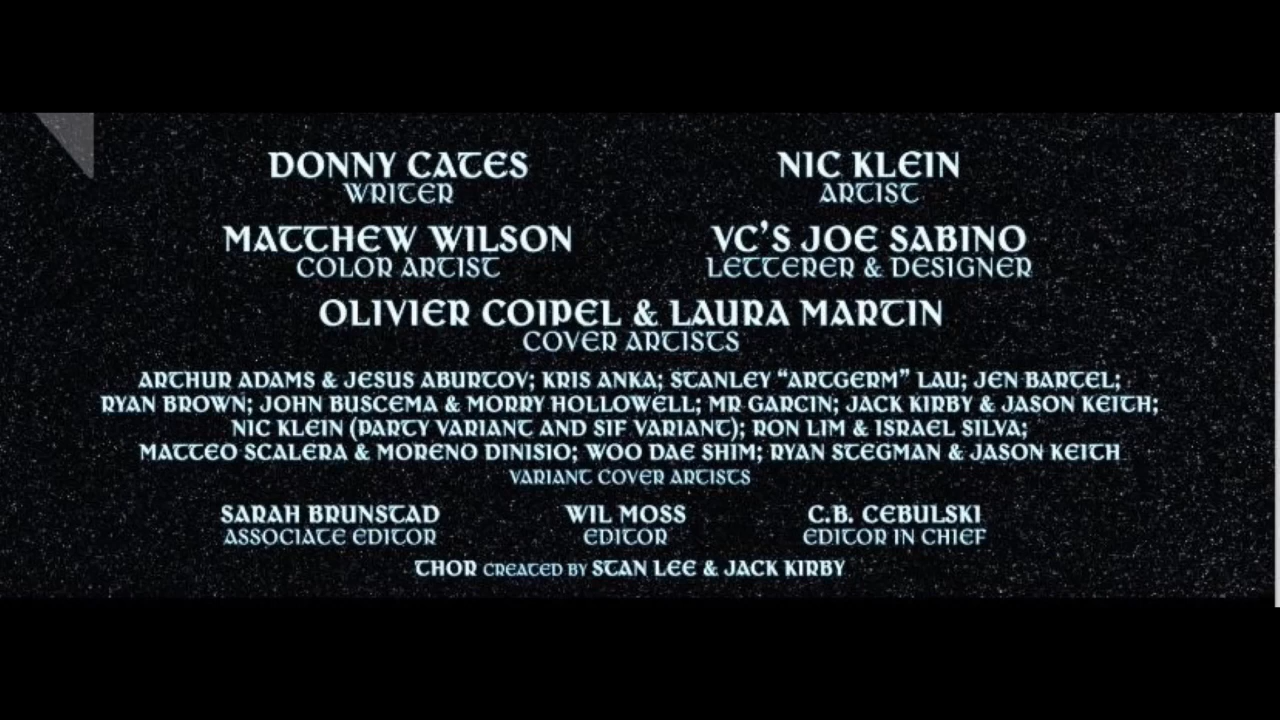 DONNY CATES
WRITER
NIC KLEIN
ARTIST
MATTHEW WILSON
COLOR ARTIST
VC'S JOE SABINO
LETTERER & DESIGNER
OLIVIER COIPEL & LAURA MARTIN
COVER ARTISTS
ARTHUR ADAMS & JESUS ABURTOV; KRIS ANKA; STANLEY "ARTGERM" LAU; JEN BARTEL;
RYAN BROWN; JOHN BUSCEMA & MORRY HOLLOWELL; MR GARCIN; JACK KIRBY & JASON KEITH;
NIC KLEIN (PARTY VARIANT AND SIF VARIANT); RON LIM & ISRAEL SILVA;
MATTEO SCALERA & MORENO DINISIO; WOO DAE SHIM; RYAN STEGMAN & JASON KEITH
VARIANT COVER ARTISTS
SARAH BRUNSTAD
ASSOCIATE EDITOR
WIL MOSS
EDITOR
C.B. CEBULSKI
EDITOR IN CHIEF
THOR CREATED BY STAN LEE & JACK KIRBY